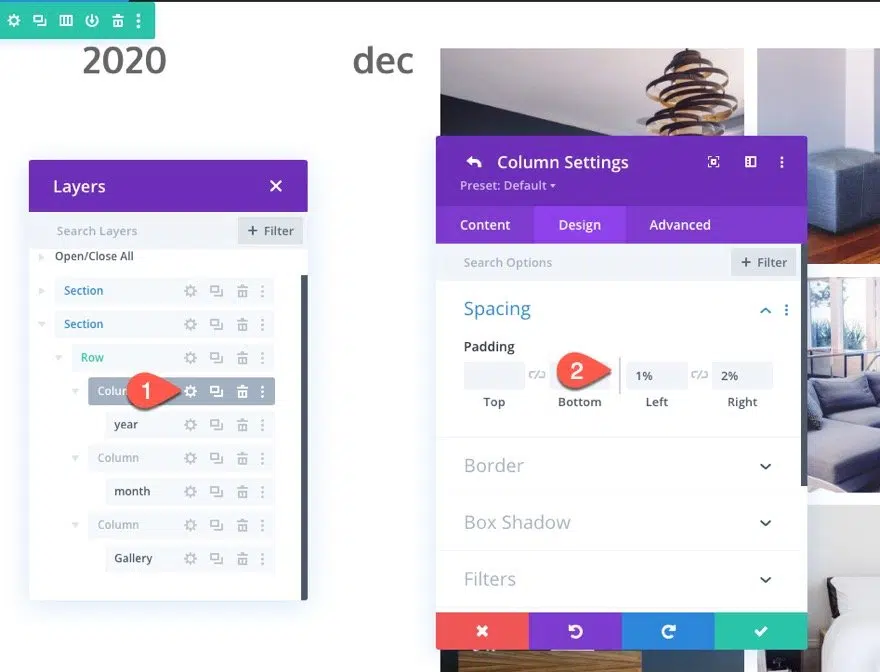 2020
dec
Layers
Search Layers
+ Filter
Open/Close All
Section
Section
Row
1
year
Column
month
Column
Gallery
Column Settings
Preset: Default
Content
Design
Advanced
Search Options
+ Filter
Spacing
Padding
2
1%
2%
Top
Bottom
Left
Right
Border
Box Shadow
Filters